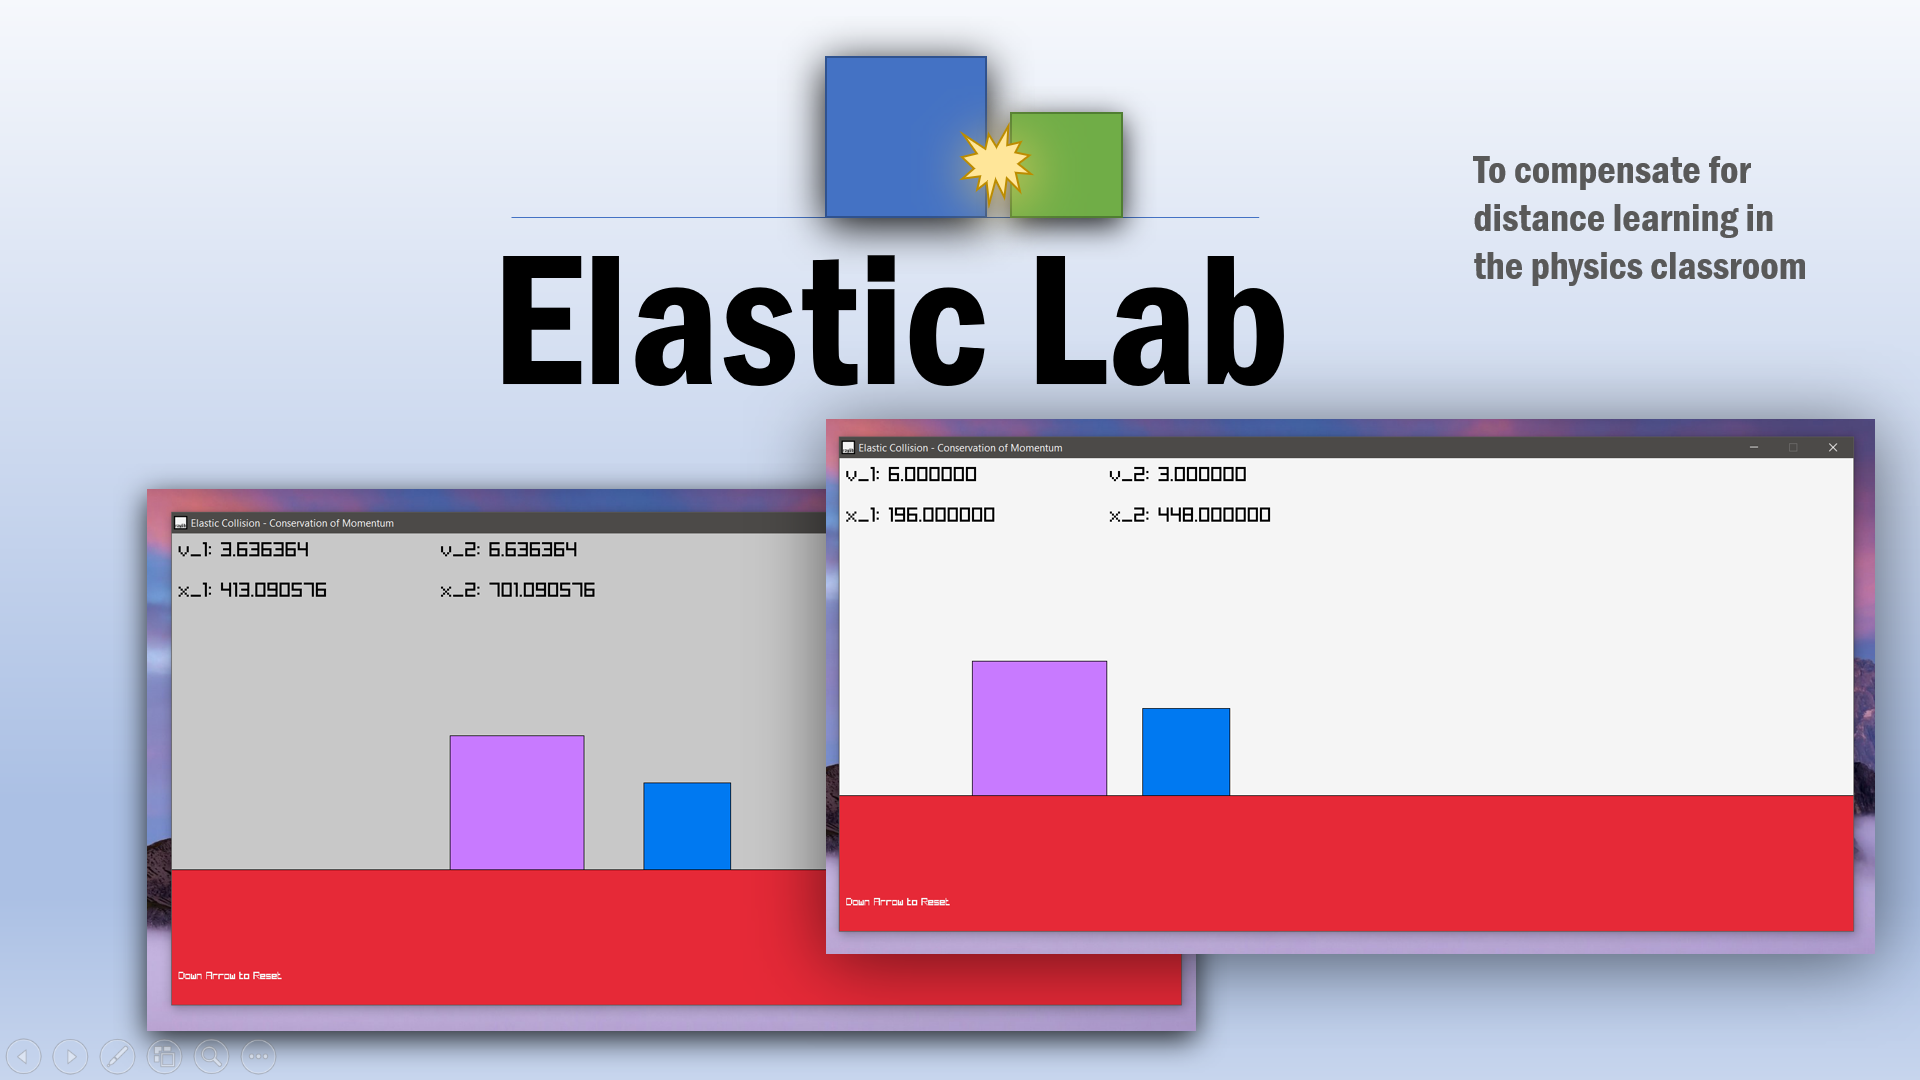 To compensate for
distance learning in
the physics classroom
Elastic Lab
Elastic Collision - Conservation of Momentum
v_1: 6.000000 v_2: 3.000000
x_1: 196.000000 x_2: 448.000000
Down Arrow to Reset
Elastic Collision - Conservation of Momentum
v_1: 3.636364 v_2: 6.636364
x_1: 413.090576 x_2: 701.090576
Down Arrow to Reset